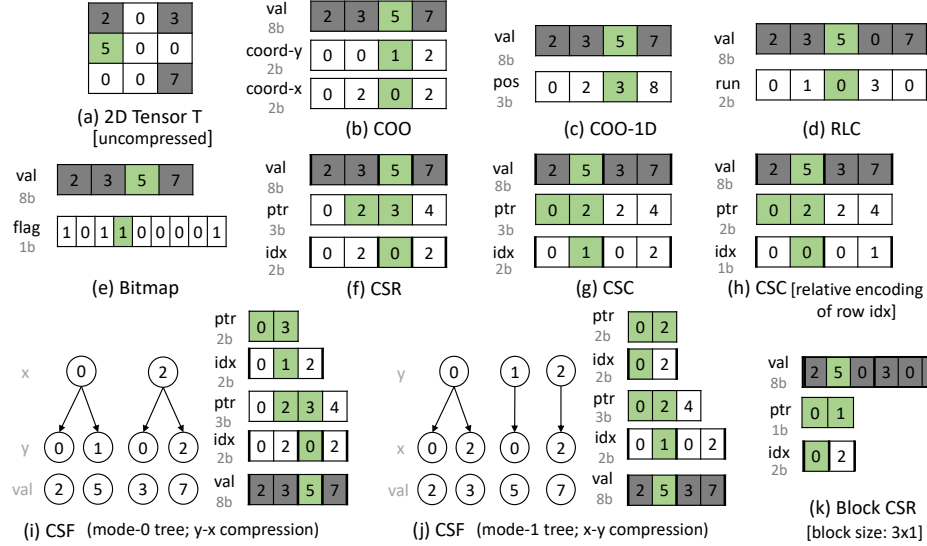 2 0 3
5 0 0
0 0 7
(a) 2D Tensor T
[uncompressed]
val 2 3 5 7
8b
coord-y 0 0 1 2
2b
coord-x 0 2 0 2
2b
(b) COO
val 2 3 5 7
8b
pos 0 2 3 8
3b
(c) COO-1D
val 2 3 5 0 7
8b
run 0 1 0 3 0
2b
(d) RLC
val 2 3 5 7
8b
flag 1 0 1 1 0 0 0 0 1
1b
(e) Bitmap
val 2 3 5 7
8b
ptr 0 2 3 4
3b
idx 0 2 0 2
2b
(f) CSR
val 2 5 3 7
8b
ptr 0 2 2 4
3b
idx 0 1 0 2
2b
(g) CSC
val 2 5 3 7
8b
ptr 0 2 2 4
2b
idx 0 0 0 1
1b
(h) CSC [relative encoding
of row idx]
x 0 2
y 0 1 0 2
val 2 5 3 7
ptr 0 3
2b
idx 0 1 2
2b
ptr 0 2 3 4
3b
idx 0 2 0 2
2b
val 2 3 5 7
8b
(i) CSF (mode-0 tree; y-x compression)
y 0 1 2
x 0 2 0 2
val 2 3 5 7
ptr 0 2
2b
idx 0 2
2b
ptr 0 2 4
3b
idx 0 1 0 2
2b
val 2 5 3 7
8b
(j) CSF (mode-1 tree; x-y compression)
val 2 5 0 3 0
8b
ptr 0 1
1b
idx 0 2
2b
(k) Block CSR
[block size: 3x1]